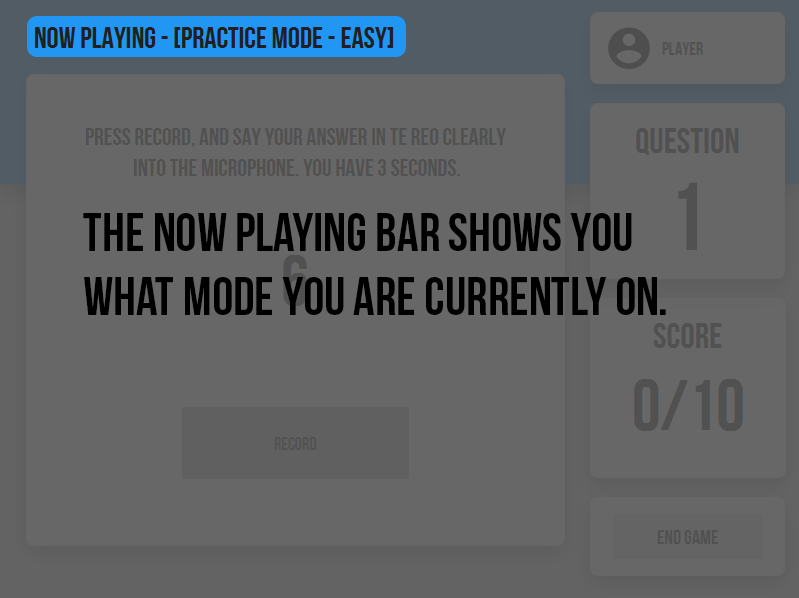 NOW PLAYING - [PRACTICE MODE - EASY]
PLAYER
PRESS RECORD, AND SAY YOUR ANSWER IN TE REO CLEARLY
INTO THE MICROPHONE. YOU HAVE 3 SECONDS.
QUESTION
1
THE NOW PLAYING BAR SHOWS YOU
WHAT MODE YOU ARE CURRENTLY ON.
6
SCORE
0/10
RECORD
END GAME